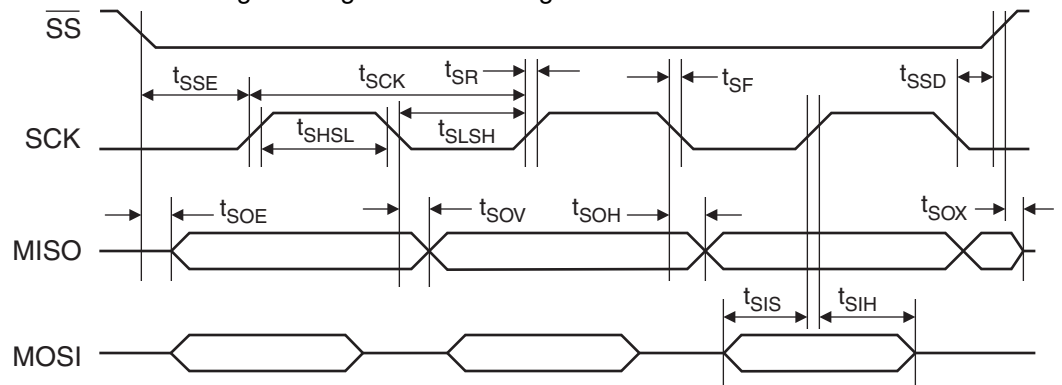 SS
tSSE
tSCK
tSR
tSF
tSSD
SCK
tSHSL
tSLSH
tSOE
tSOV
tSOH
tSOX
MISO
tSIS
tSIH
MOSI